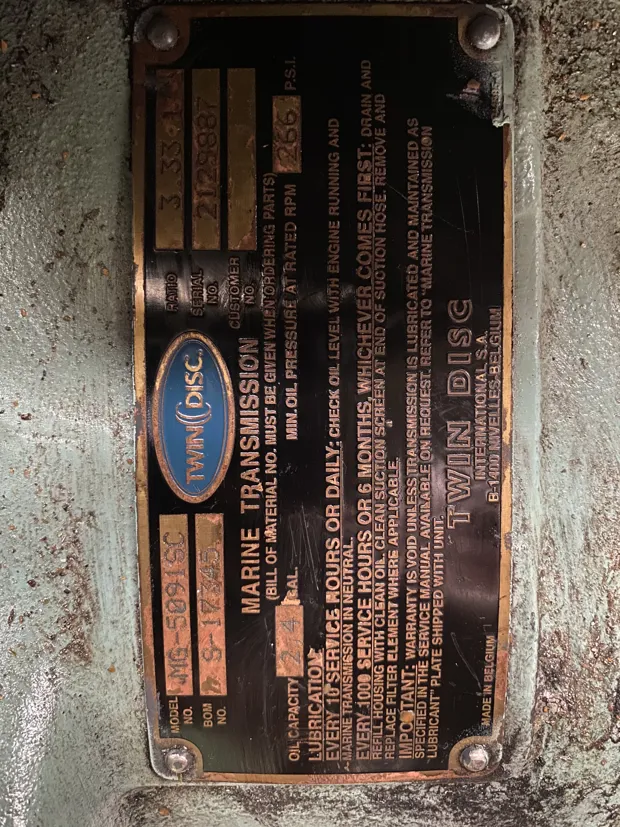 MODEL NO. MG-5091SC
BOM NO. S-17345
TWIN DISC
RATIO 3.33:1
SERIAL NO. 2129887
CUSTOMER NO.
MARINE TRANSMISSION
(BILL OF MATERIAL NO. MUST BE GIVEN WHEN ORDERING PARTS)
OIL CAPACITY 2.4 GAL. MIN. OIL PRESSURE AT RATED RPM 266 P.S.I.
LUBRICATION:
EVERY 10 SERVICE HOURS OR DAILY: CHECK OIL LEVEL WITH ENGINE RUNNING AND
MARINE TRANSMISSION IN NEUTRAL.
EVERY 1000 SERVICE HOURS OR 6 MONTHS, WHICHEVER COMES FIRST: DRAIN AND
REFILL HOUSING WITH CLEAN OIL. CLEAN SUCTION SCREEN AT END OF SUCTION HOSE. REMOVE AND
REPLACE FILTER ELEMENT WHERE APPLICABLE.
IMPORTANT: WARRANTY IS VOID UNLESS TRANSMISSION IS LUBRICATED AND MAINTAINED AS
SPECIFIED IN THE SERVICE MANUAL. AVAILABLE ON REQUEST. REFER TO "MARINE TRANSMISSION
LUBRICANT" PLATE SHIPPED WITH UNIT.
TWIN DISC
INTERNATIONAL S.A.
B-1400 NIVELLES-BELGIUM
MADE IN BELGIUM